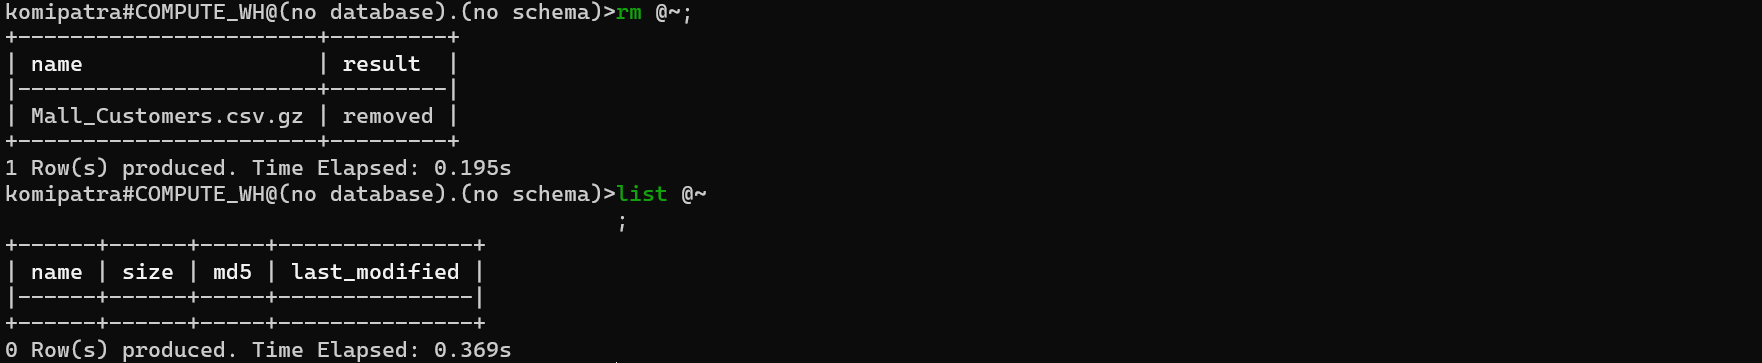 komipatra#COMPUTE_WH@(no database).(no schema)>rm @~;
+-----------------------+---------+
| name                  | result  |
|-----------------------+---------|
| Mall_Customers.csv.gz | removed |
+-----------------------+---------+
1 Row(s) produced. Time Elapsed: 0.195s
komipatra#COMPUTE_WH@(no database).(no schema)>list @~
                                               ;
+------+------+-----+---------------+
| name | size | md5 | last_modified |
|------+------+-----+---------------|
+------+------+-----+---------------+
0 Row(s) produced. Time Elapsed: 0.369s